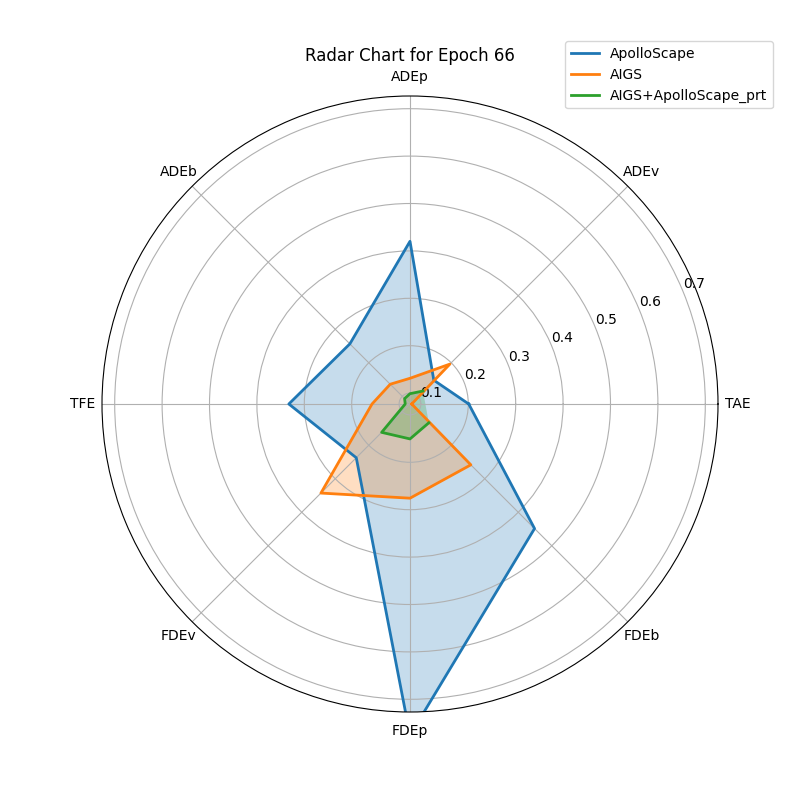 Radar Chart for Epoch 66
ApolloScape
AIGS
AIGS+ApolloScape_prt
ADEp
ADEb
ADEv
0.7
0.6
0.5
0.4
0.3
0.2
0.1
TFE
TAE
FDEv
FDEb
FDEp